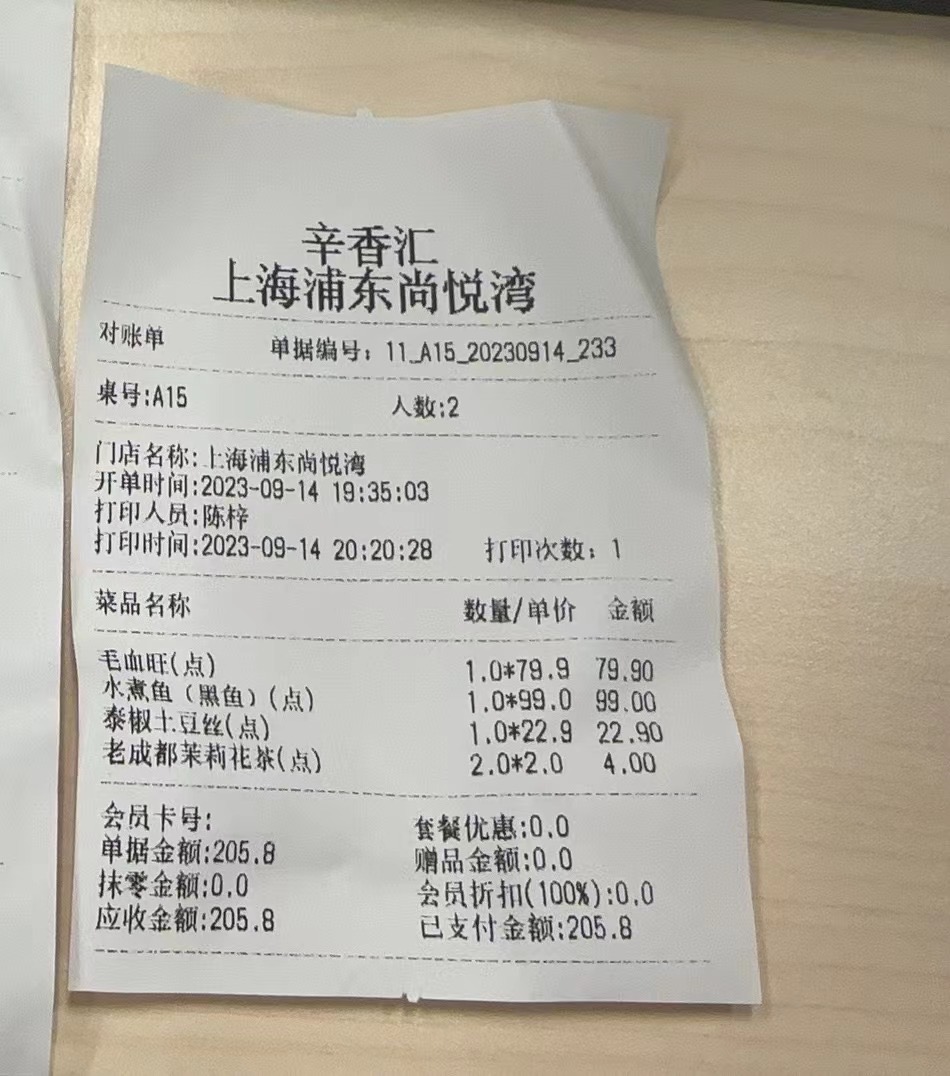 辛香汇
上海浦东尚悦湾
对账单 单据编号：11_A15_20230914_233
桌号:A15 人数:2
门店名称:上海浦东尚悦湾
开单时间:2023-09-14 19:35:03
打印人员:陈梓
打印时间:2023-09-14 20:20:28 打印次数：1
菜品名称 数量/单价 金额
毛血旺(点) 1.0*79.9 79.90
水煮鱼（黑鱼）(点) 1.0*99.0 99.00
泰椒土豆丝(点) 1.0*22.9 22.90
老成都茉莉花茶(点) 2.0*2.0 4.00
会员卡号: 套餐优惠:0.0
单据金额:205.8 赠品金额:0.0
抹零金额:0.0 会员折扣(100%):0.0
应收金额:205.8 已支付金额:205.8